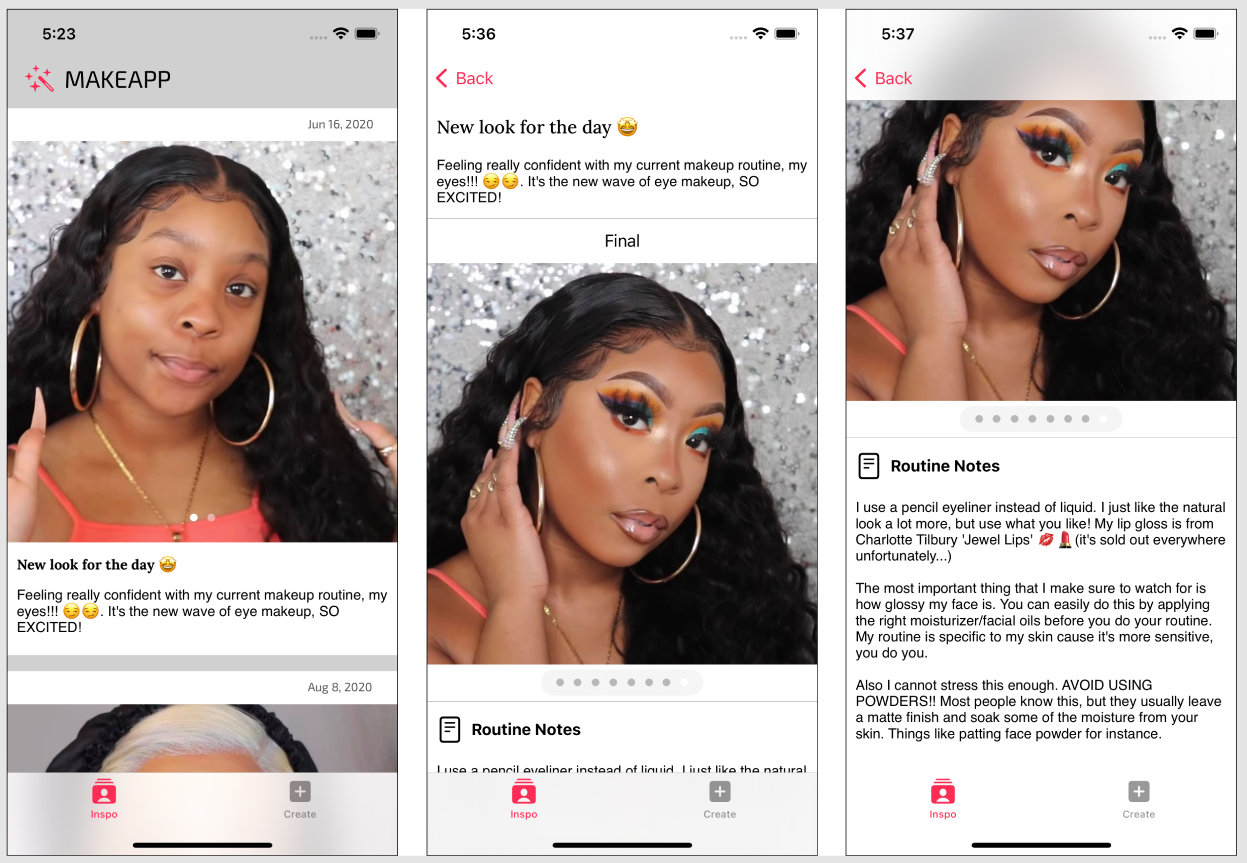 5:23
MAKEAPP
Jun 16, 2020
New look for the day 🤩
Feeling really confident with my current makeup routine, my
eyes!!! 😏😏. It's the new wave of eye makeup, SO
EXCITED!
Aug 8, 2020
Inspo
Create
5:36
Back
New look for the day 🤩
Feeling really confident with my current makeup routine, my
eyes!!! 😏😏. It's the new wave of eye makeup, SO
EXCITED!
Final
Routine Notes
I use a pencil eyeliner instead of liquid. I just like the natural
Inspo
Create
5:37
Back
Routine Notes
I use a pencil eyeliner instead of liquid. I just like the natural
look a lot more, but use what you like! My lip gloss is from
Charlotte Tilbury 'Jewel Lips' 💋💄(it's sold out everywhere
unfortunately...)
The most important thing that I make sure to watch for is
how glossy my face is. You can easily do this by applying
the right moisturizer/facial oils before you do your routine.
My routine is specific to my skin cause it's more sensitive,
you do you.
Also I cannot stress this enough. AVOID USING
POWDERS!! Most people know this, but they usually leave
a matte finish and soak some of the moisture from your
skin. Things like patting face powder for instance.
Inspo
Create